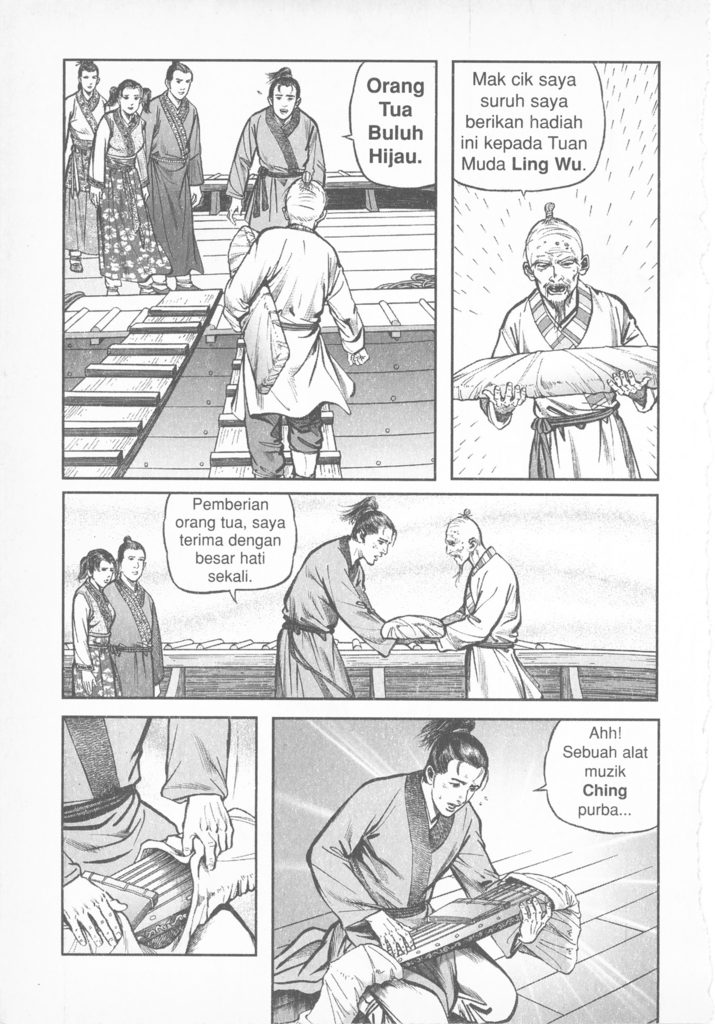 Orang
Tua
Buluh
Hijau.
Mak cik saya
suruh saya
berikan hadiah
ini kepada Tuan
Muda Ling Wu.
Pemberian
orang tua, saya
terima dengan
besar hati
sekali.
Ahh!
Sebuah alat
muzik
Ching
purba...